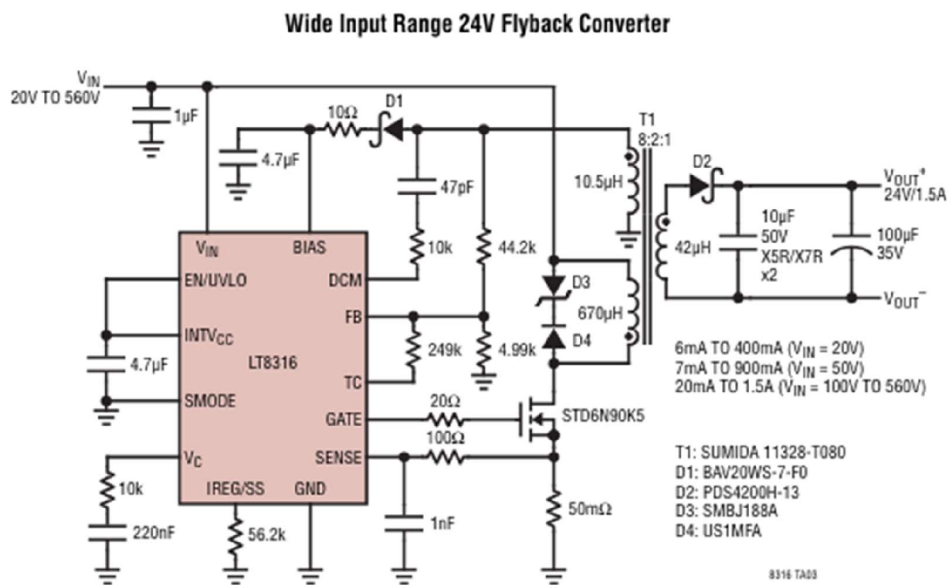 Wide Input Range 24V Flyback Converter
VIN
20V TO 560V
1µF
4.7µF
10Ω
D1
47pF
10k
44.2k
T1
8:2:1
10.5µH
D2
VOUT+
24V/1.5A
42µH
10µF
50V
X5R/X7R
x2
100µF
35V
VOUT–
VIN
BIAS
EN/UVLO
DCM
D3
670µH
INTVCC
FB
D4
4.7µF
LT8316
249k
4.99k
6mA TO 400mA (VIN = 20V)
7mA TO 900mA (VIN = 50V)
20mA TO 1.5A (VIN = 100V TO 560V)
TC
SMODE
GATE
20Ω
STD6N90K5
100Ω
VC
SENSE
T1: SUMIDA 11328-T080
D1: BAV20WS-7-F0
D2: PDS4200H-13
D3: SMBJ188A
D4: US1MFA
10k
IREG/SS
GND
50mΩ
220nF
56.2k
1nF
8316 TA03